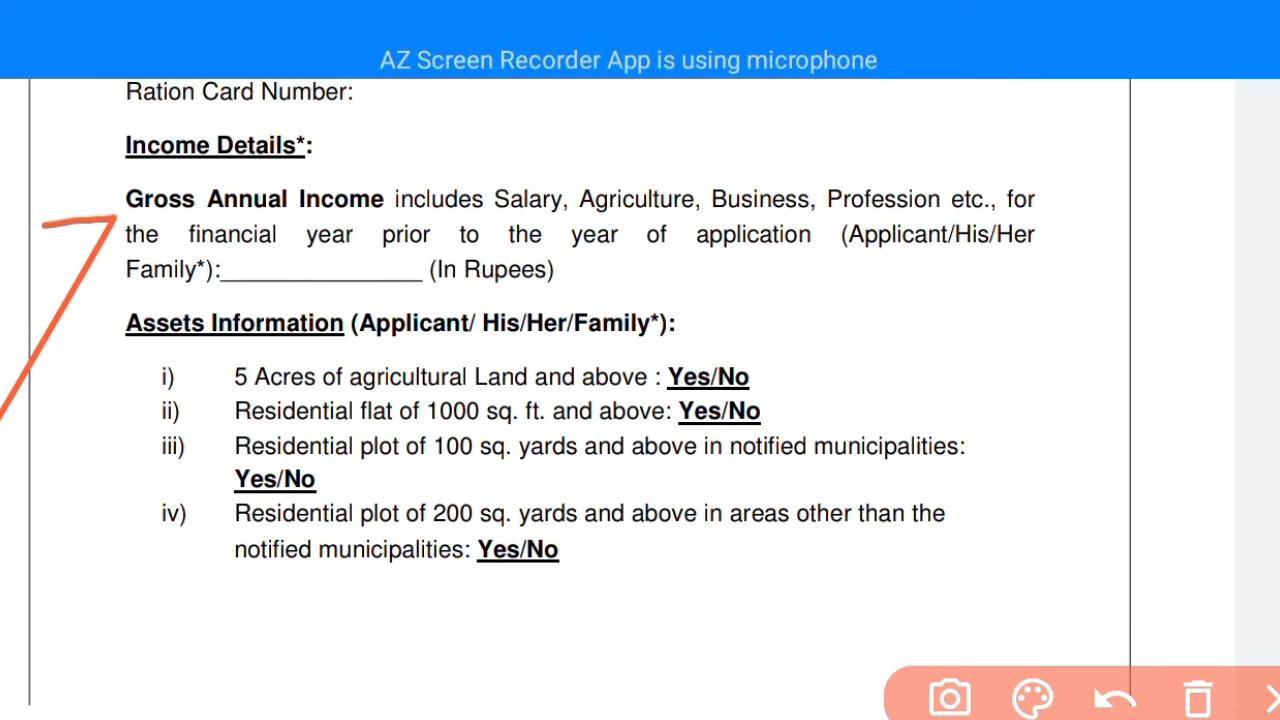 AZ Screen Recorder App is using microphone
Ration Card Number:
Income Details*:
Gross Annual Income includes Salary, Agriculture, Business, Profession etc., for
the financial year prior to the year of application (Applicant/His/Her
Family*):_______________ (In Rupees)
Assets Information (Applicant/ His/Her/Family*):
i) 5 Acres of agricultural Land and above : Yes/No
ii) Residential flat of 1000 sq. ft. and above: Yes/No
iii) Residential plot of 100 sq. yards and above in notified municipalities:
Yes/No
iv) Residential plot of 200 sq. yards and above in areas other than the
notified municipalities: Yes/No